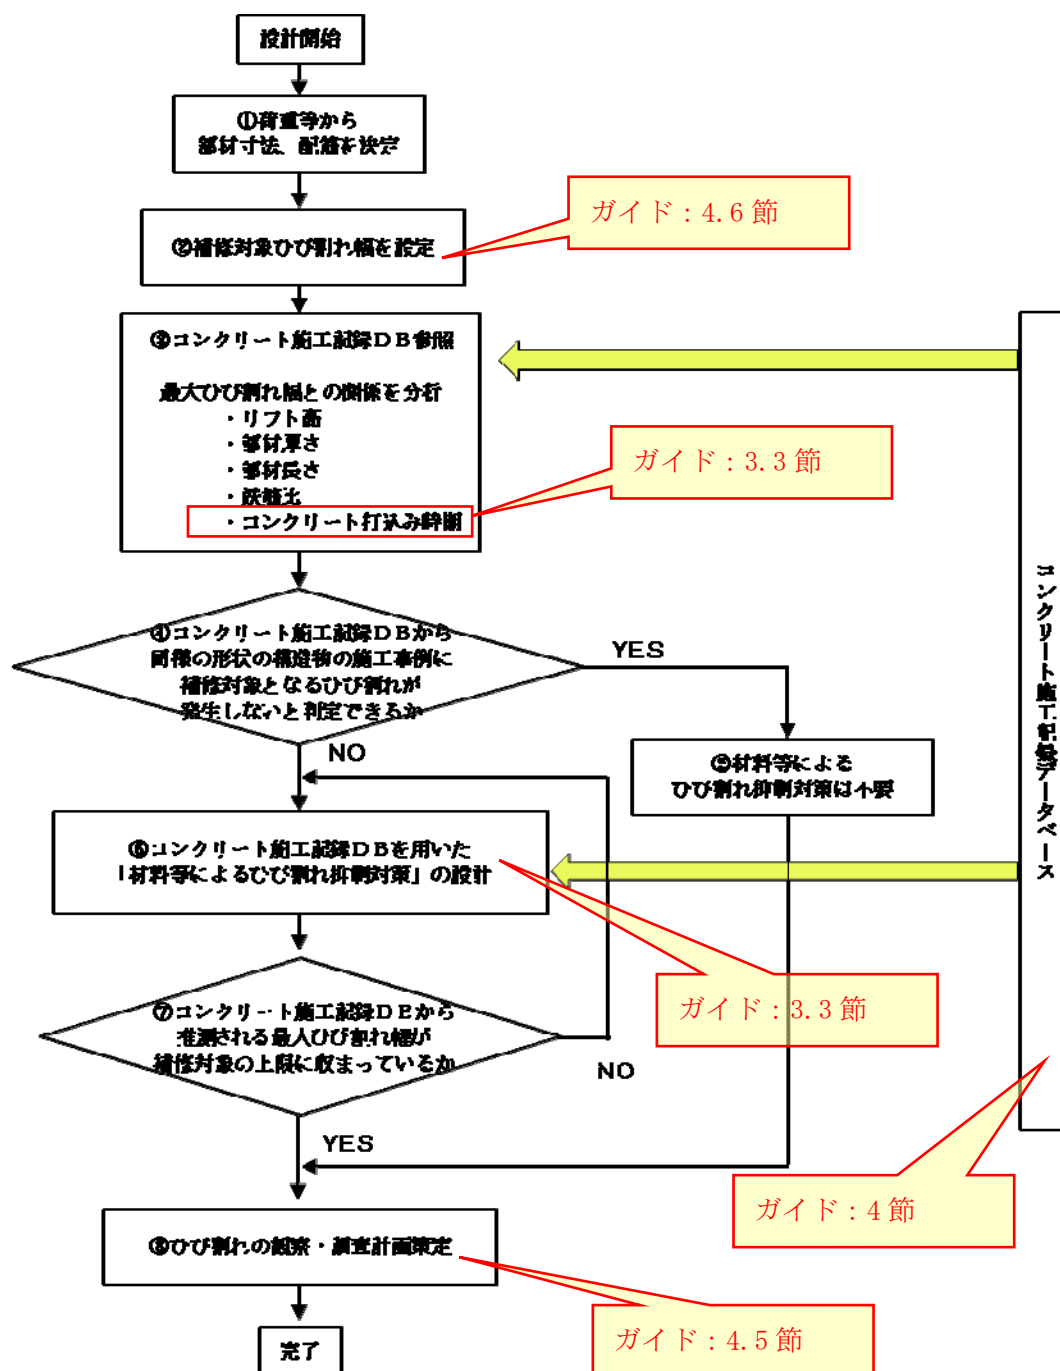 設計開始
①荷重等から
部材寸法、配筋を決定
ガイド：4.6 節
②補修対象ひび割れ幅を設定
③コンクリート施工記録ＤＢ参照
最大ひび割れ幅との関係を分析
・リフト高
・部材厚さ
・部材長さ
・鉄筋比
・コンクリート打込み時期
ガイド：3.3 節
④コンクリート施工記録ＤＢから
同様の形状の構造物の施工事例に
補修対象となるひび割れが
発生しないと判定できるか
YES
NO
⑤材料等による
ひび割れ抑制対策は不要
コンクリート施工記録データベース
⑥コンクリート施工記録ＤＢを用いた
「材料等によるひび割れ抑制対策」の設計
ガイド：3.3 節
⑦コンクリート施工記録ＤＢから
推測される最大ひび割れ幅が
補修対象の上限に収まっているか
NO
YES
ガイド：4 節
⑧ひび割れの観察・調査計画策定
ガイド：4.5 節
完了